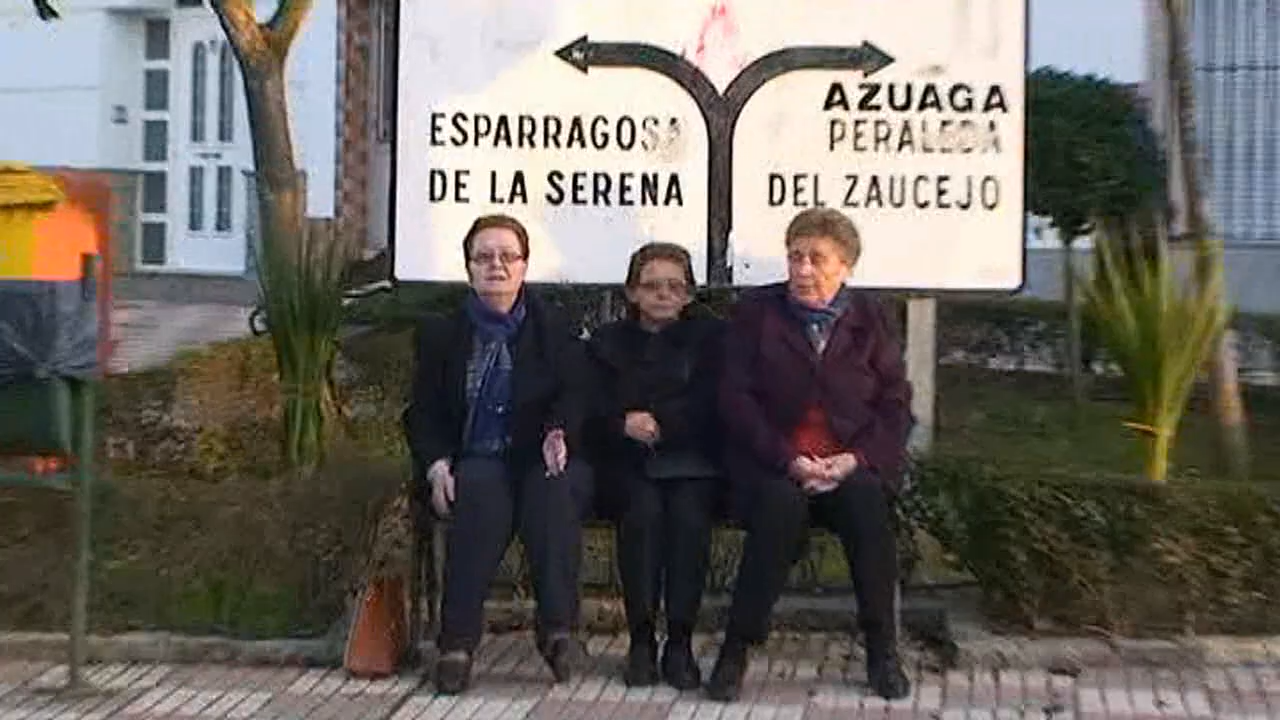 ESPARRAGOSA
DE LA SERENA
AZUAGA
PERALEDA
DEL ZAUCEJO